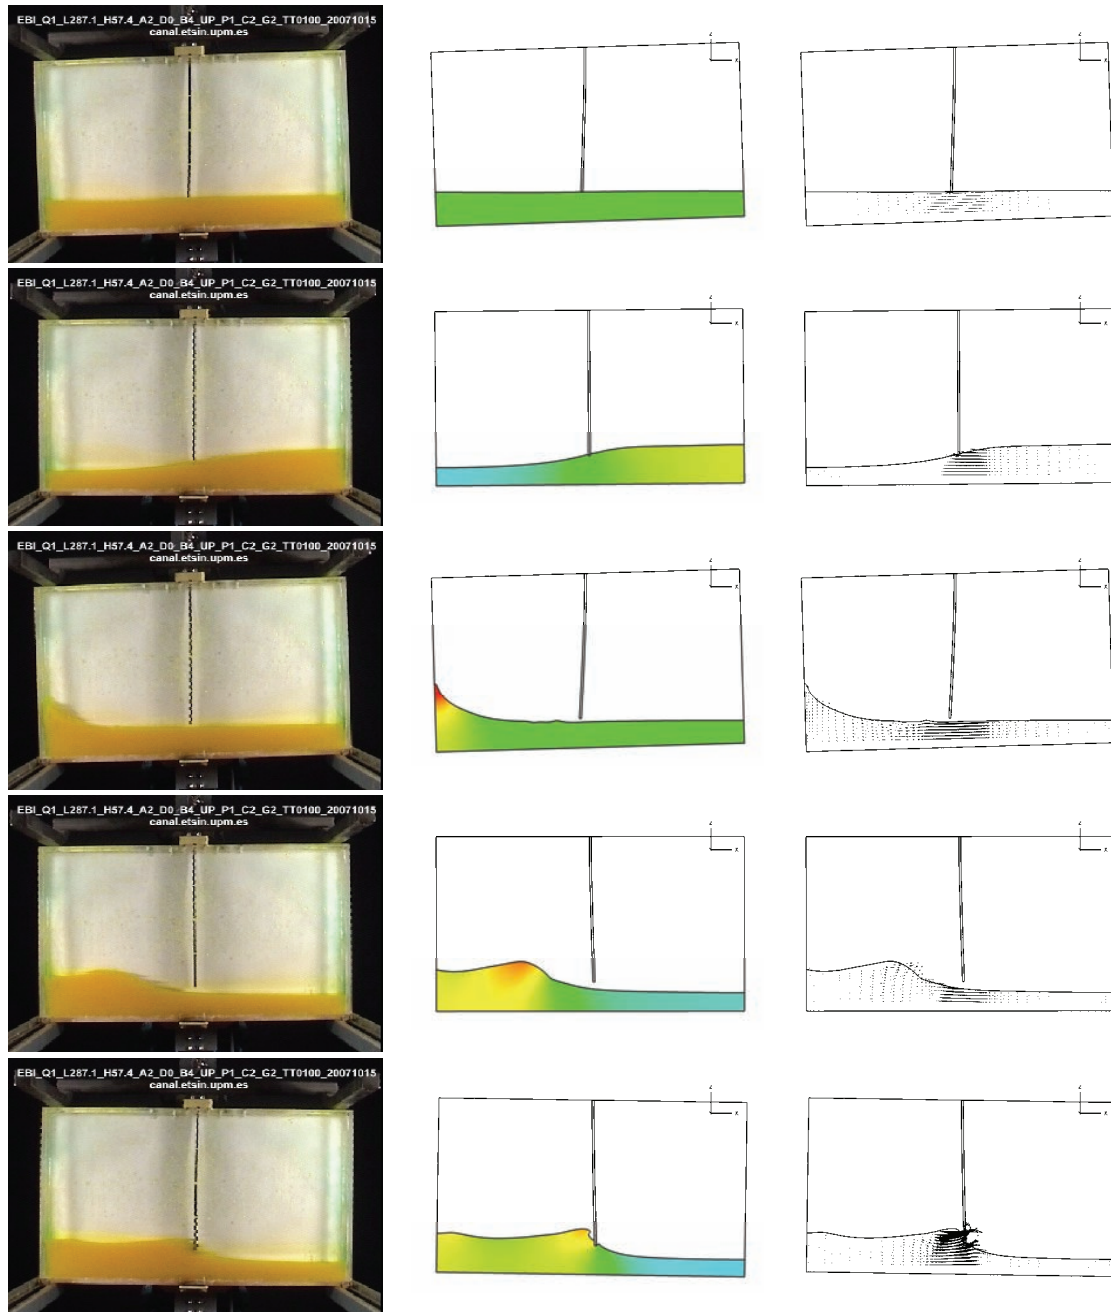 EBI_Q1_L287.1_H57.4_A2_D0_B4_UP_P1_C2_G2_TT0100_20071015
canal.etsin.upm.es
Z
X
Z
X
EBI_Q1_L287.1_H57.4_A2_D0_B4_UP_P1_C2_G2_TT0100_20071015
canal.etsin.upm.es
Z
X
Z
X
EBI_Q1_L287.1_H57.4_A2_D0_B4_UP_P1_C2_G2_TT0100_20071015
canal.etsin.upm.es
Z
X
Z
X
EBI_Q1_L287.1_H57.4_A2_D0_B4_UP_P1_C2_G2_TT0100_20071015
canal.etsin.upm.es
Z
X
Z
X
EBI_Q1_L287.1_H57.4_A2_D0_B4_UP_P1_C2_G2_TT0100_20071015
canal.etsin.upm.es
Z
X
Z
X